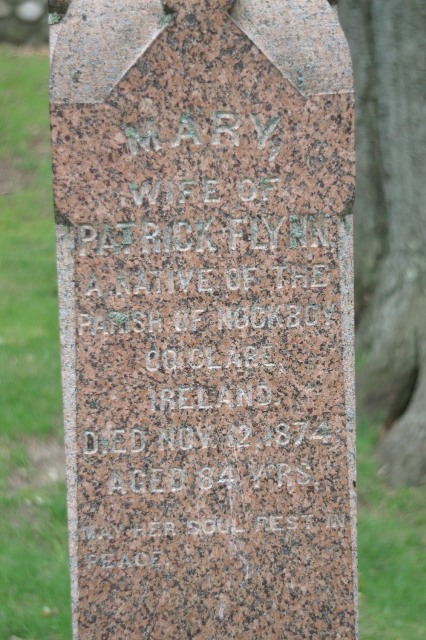 MARY,
WIFE OF
PATRICK FLYNN
A NATIVE OF THE
PARISH OF NOOKBOY
CO. CLARE,
IRELAND.
DIED NOV. 12, 1874,
AGED 84 Y'RS.
MAY HER SOUL REST IN
PEACE